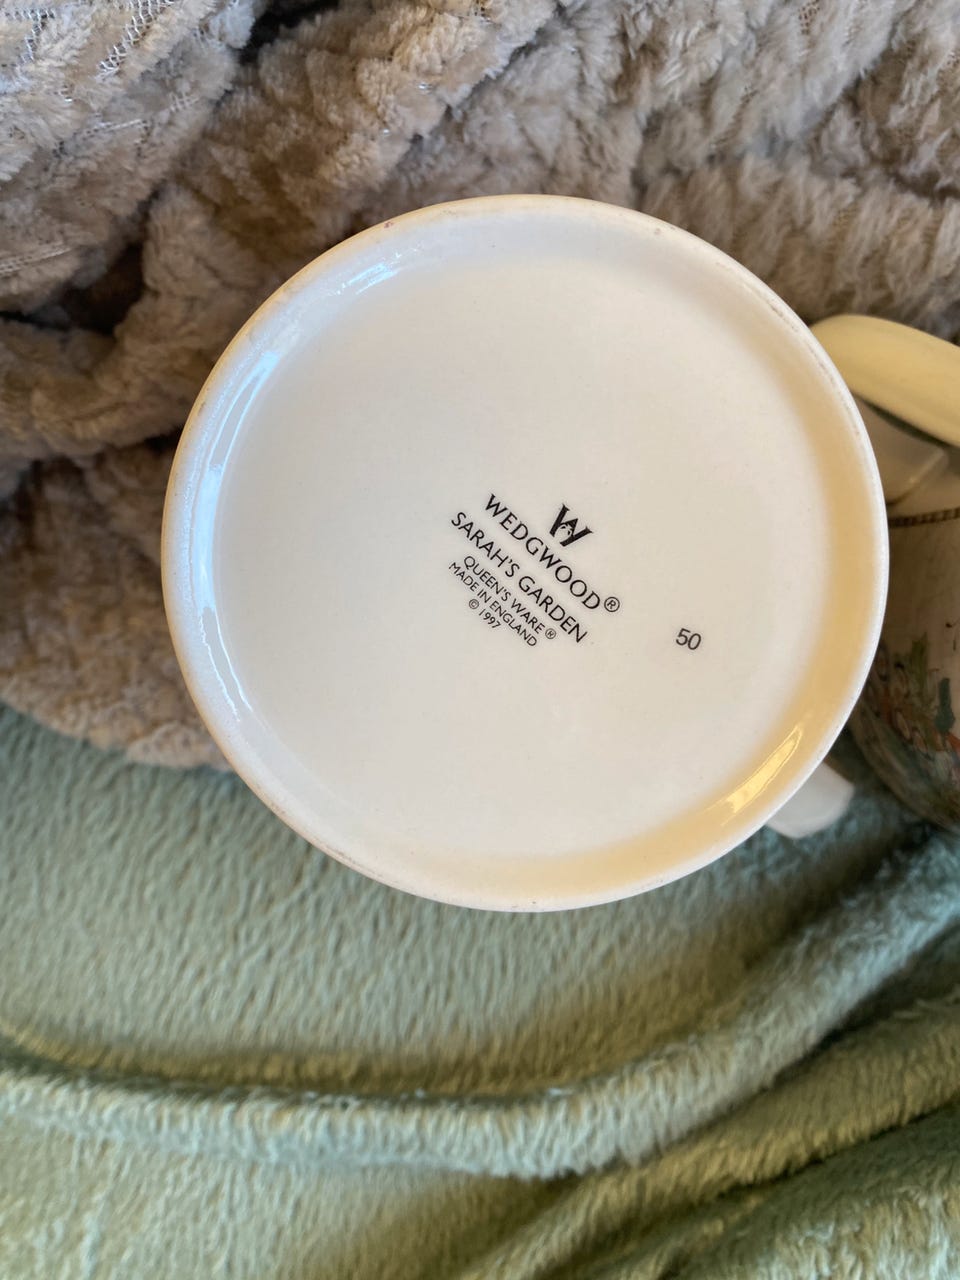 W
WEDGWOOD®
SARAH'S GARDEN
QUEEN'S WARE®
MADE IN ENGLAND
© 1997
50